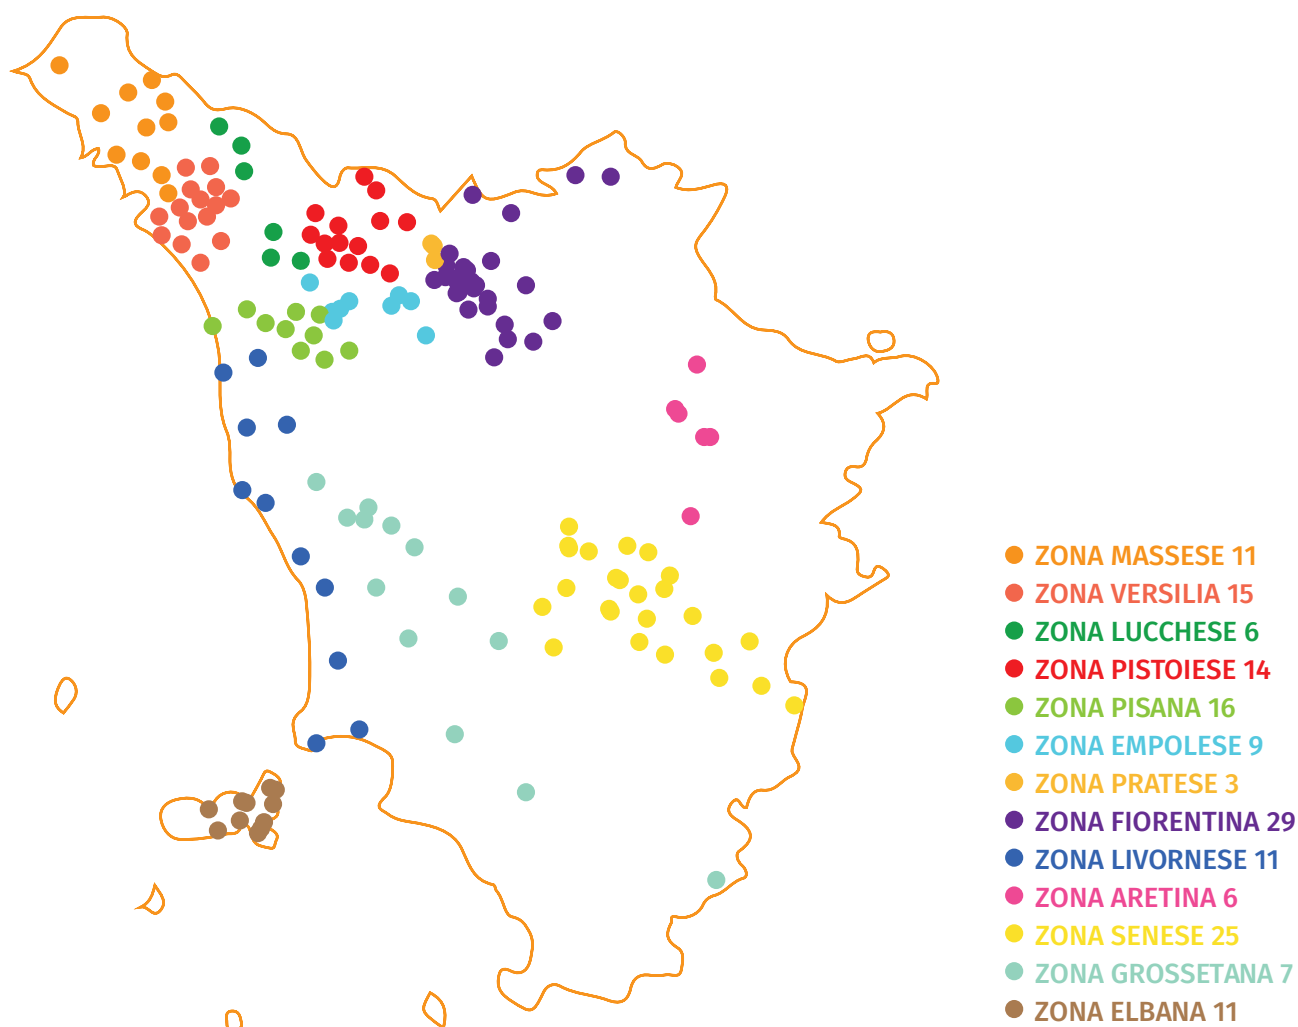 ZONA MASSESE 11
ZONA VERSILIA 15
ZONA LUCCHESE 6
ZONA PISTOIESE 14
ZONA PISANA 16
ZONA EMPOLESE 9
ZONA PRATESE 3
ZONA FIORENTINA 29
ZONA LIVORNESE 11
ZONA ARETINA 6
ZONA SENESE 25
ZONA GROSSETANA 7
ZONA ELBANA 11